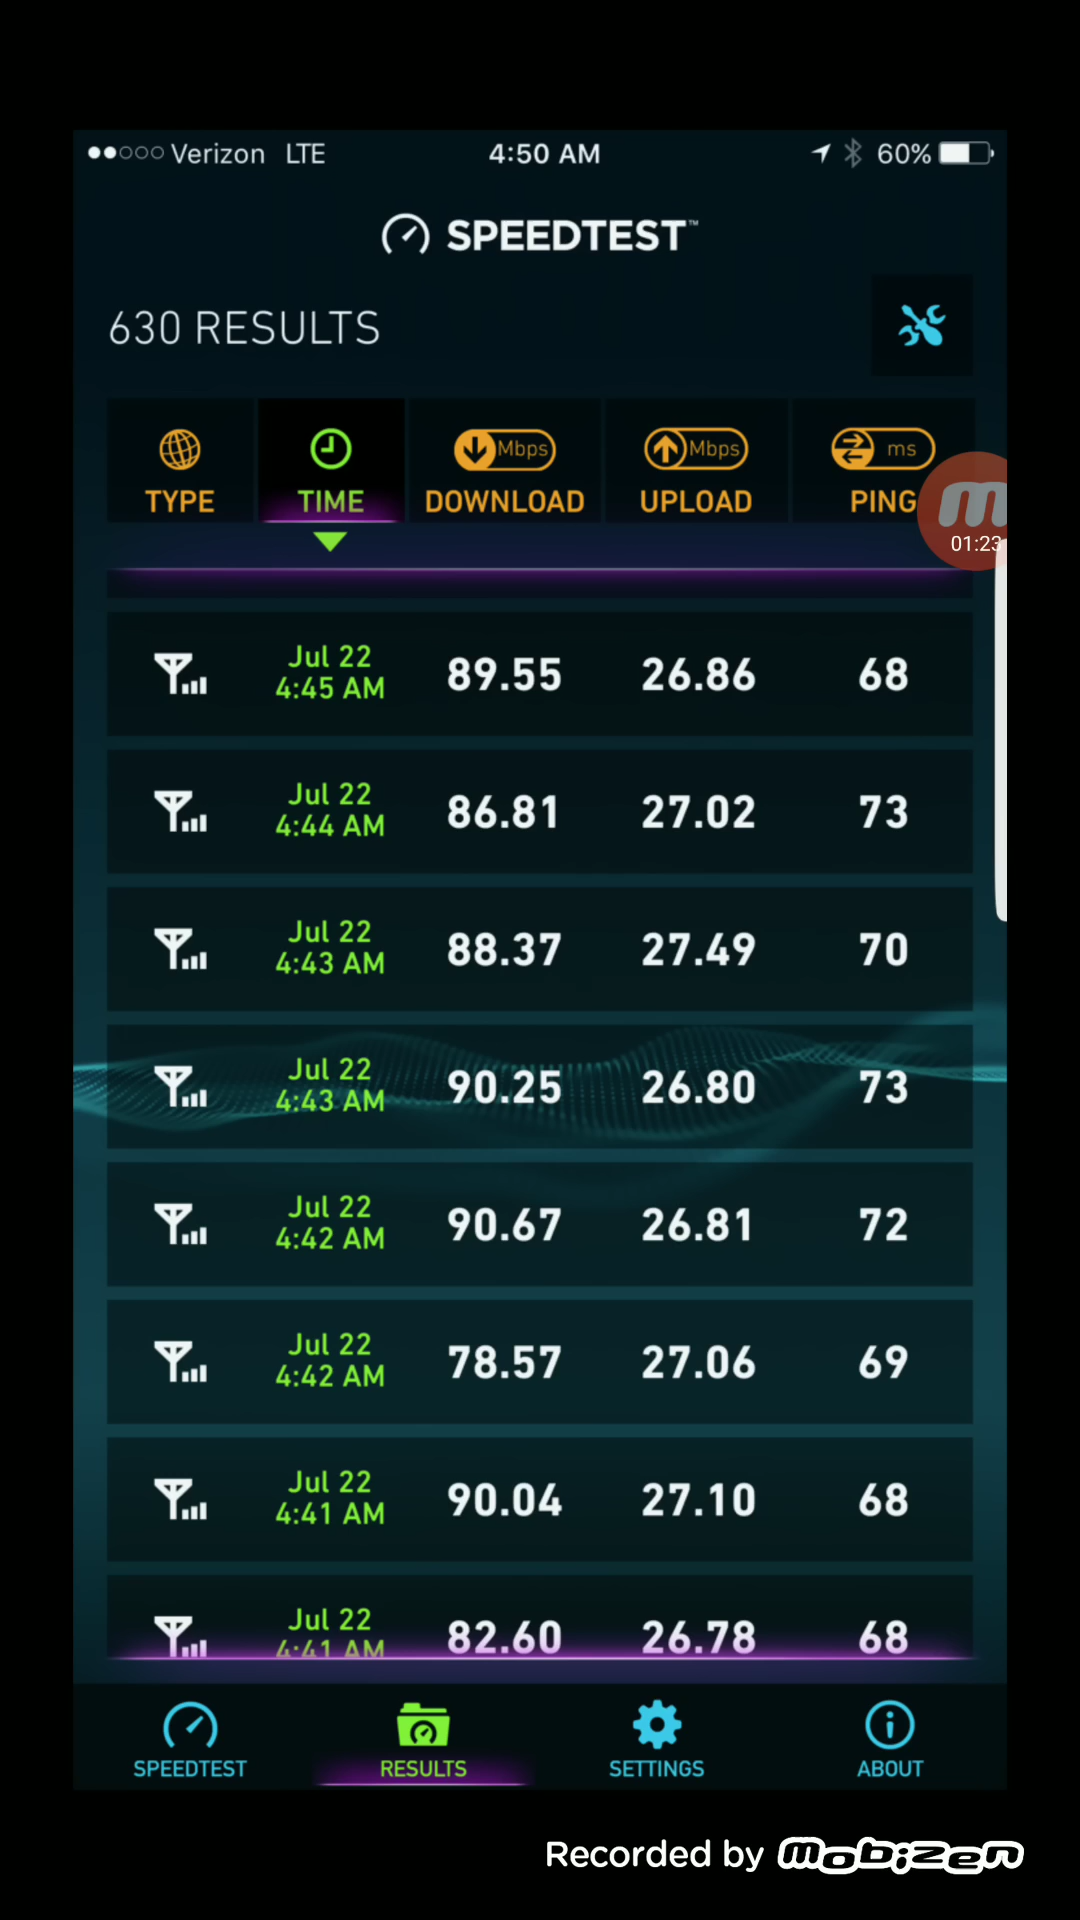 Verizon LTE 4:50 AM 60%
SPEEDTEST™
630 RESULTS
Mbps Mbps ms
TYPE TIME DOWNLOAD UPLOAD PING
01:23
Jul 22
4:45 AM 89.55 26.86 68
Jul 22
4:44 AM 86.81 27.02 73
Jul 22
4:43 AM 88.37 27.49 70
Jul 22
4:43 AM 90.25 26.80 73
Jul 22
4:42 AM 90.67 26.81 72
Jul 22
4:42 AM 78.57 27.06 69
Jul 22
4:41 AM 90.04 27.10 68
Jul 22
4:41 AM 82.60 26.78 68
SPEEDTEST RESULTS SETTINGS ABOUT
Recorded by mobizen